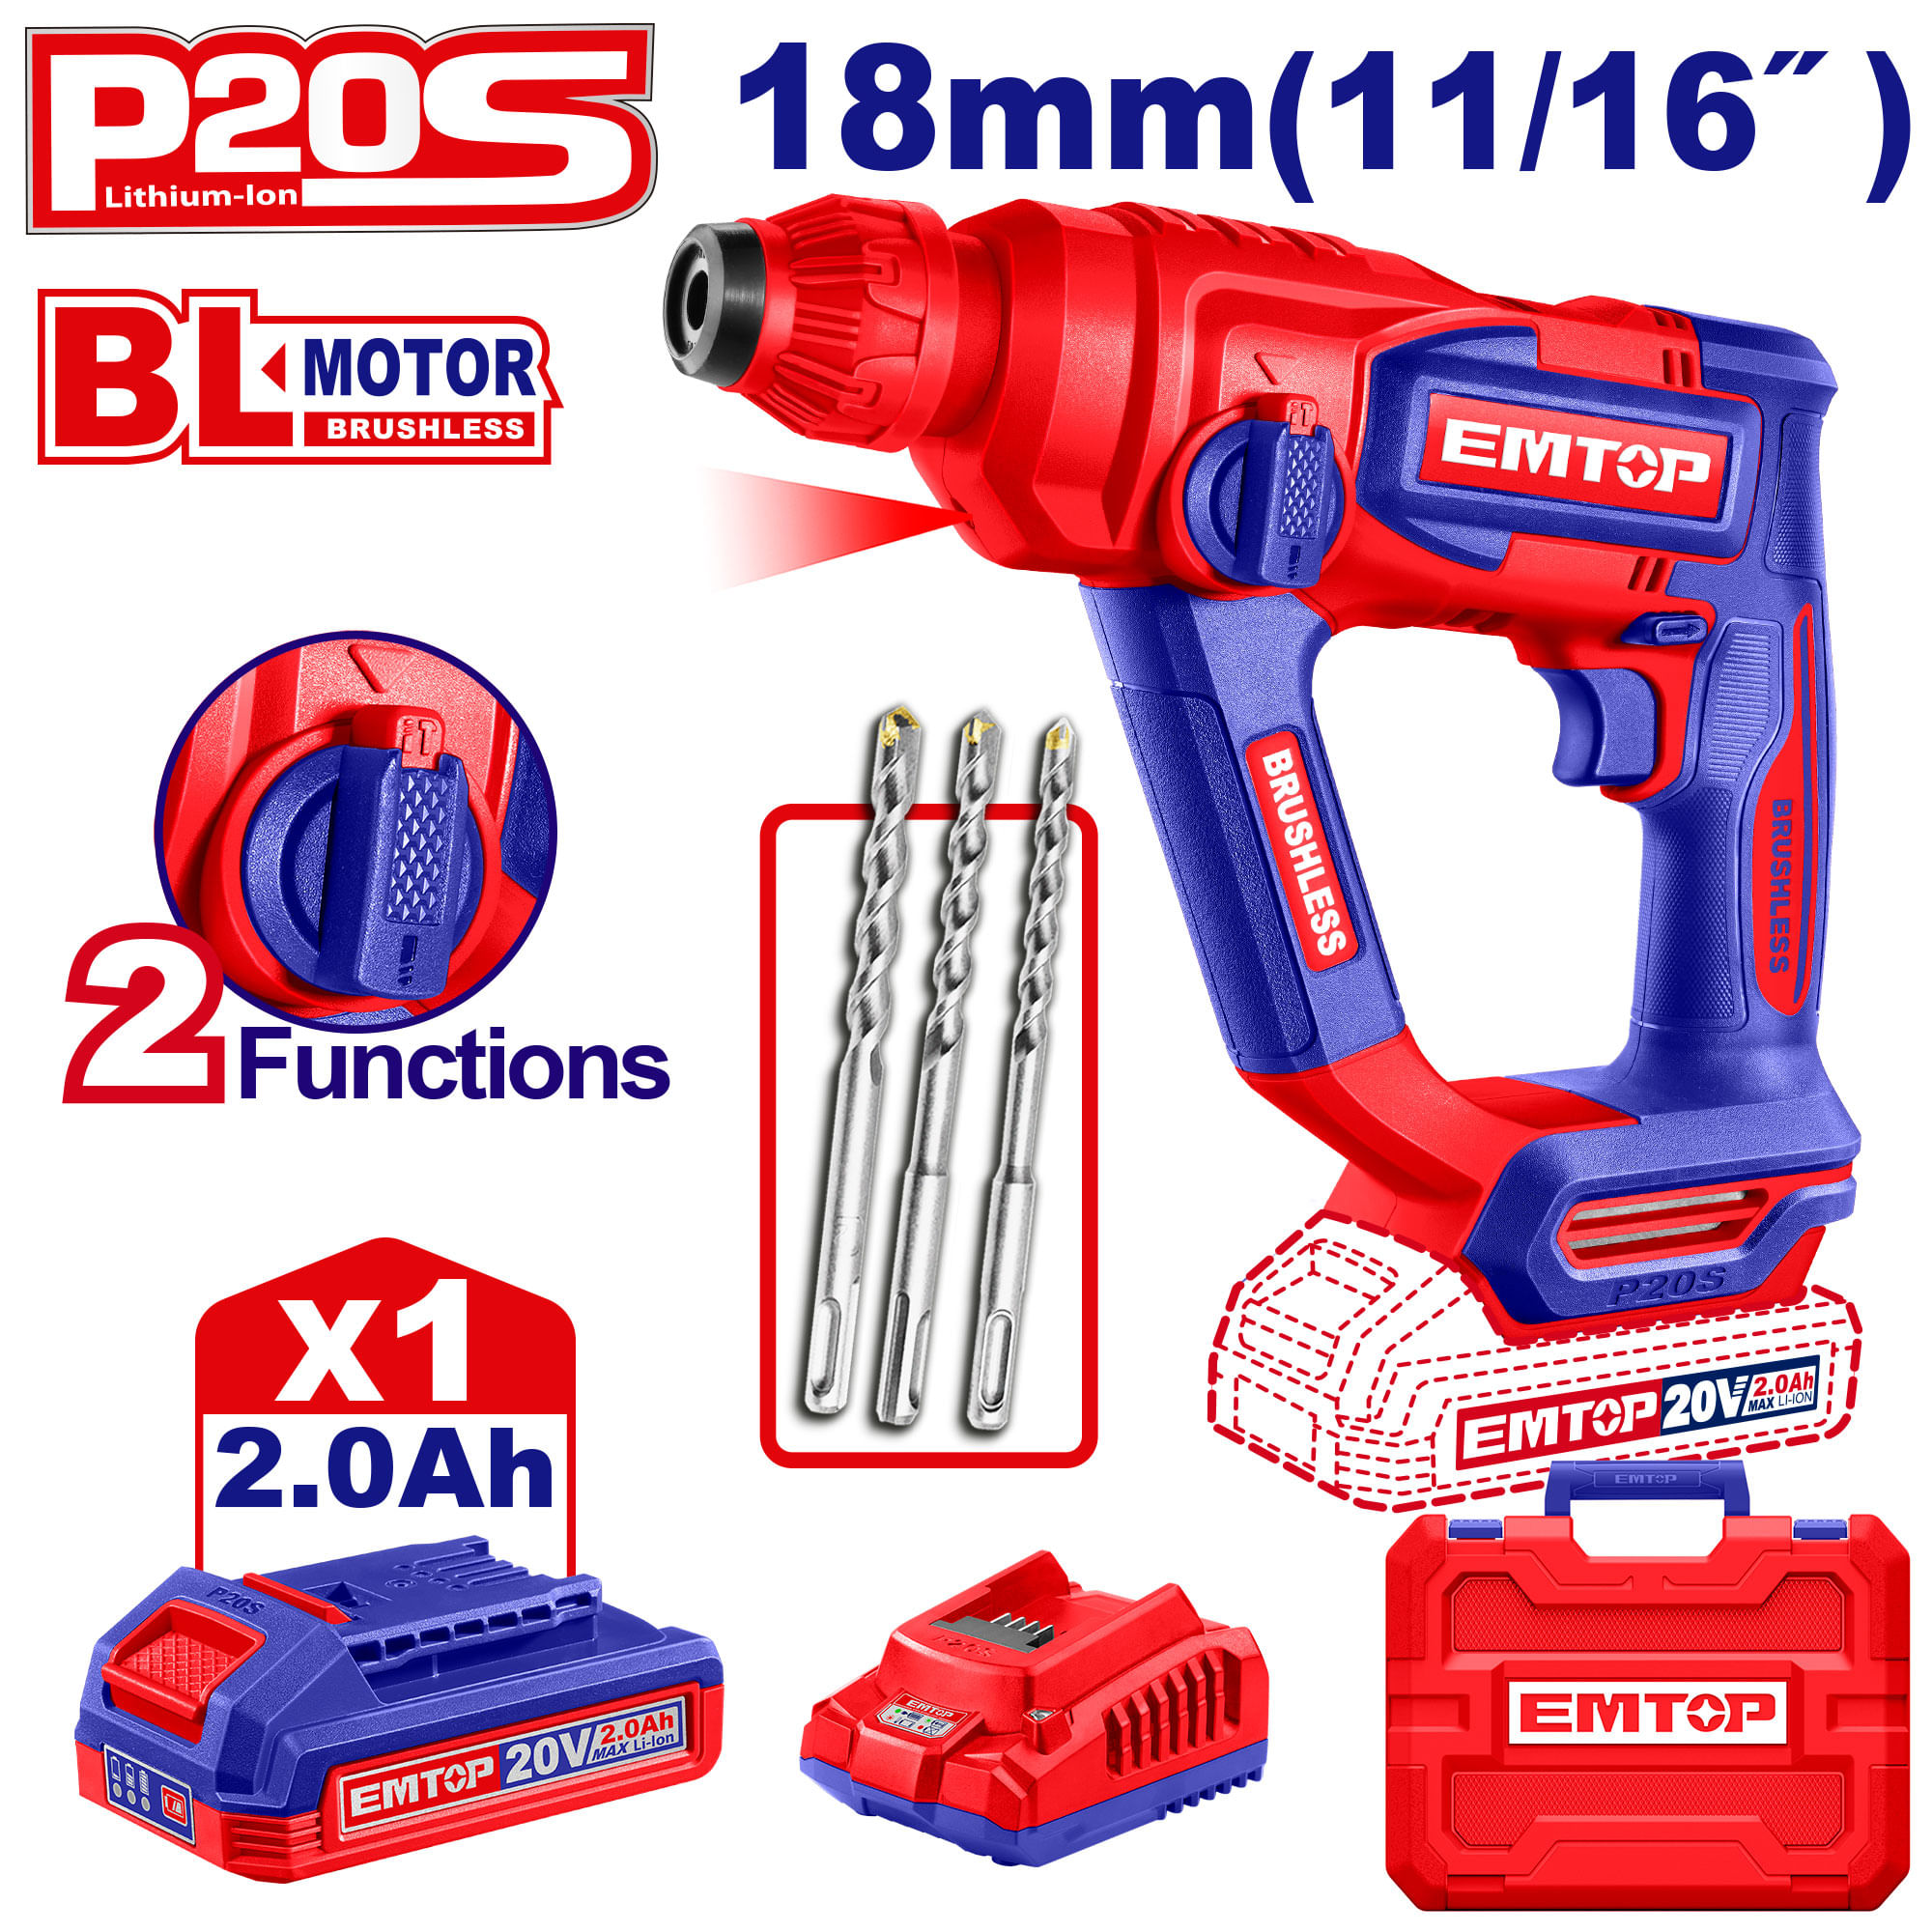 P20S
Lithium-Ion
18mm(11/16″)
BL MOTOR
BRUSHLESS
EMTOP
BRUSHLESS
BRUSHLESS
2 Functions
P20S
EMTOP 20V 2.0Ah
MAX LI-ION
x1
2.0Ah
P20S
EMTOP 20V 2.0Ah
MAX Li-Ion
P20S
EMTOP
EMTOP
EMTOP